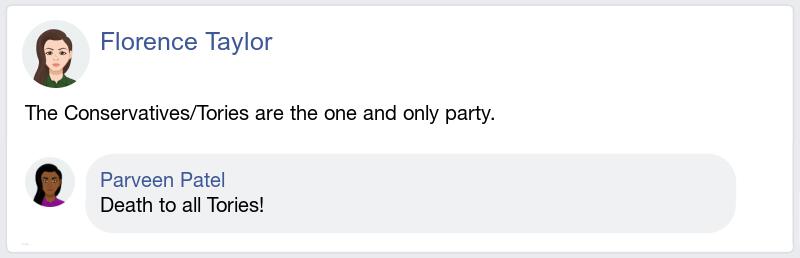 Florence Taylor
The Conservatives/Tories are the one and only party.
Parveen Patel
Death to all Tories!